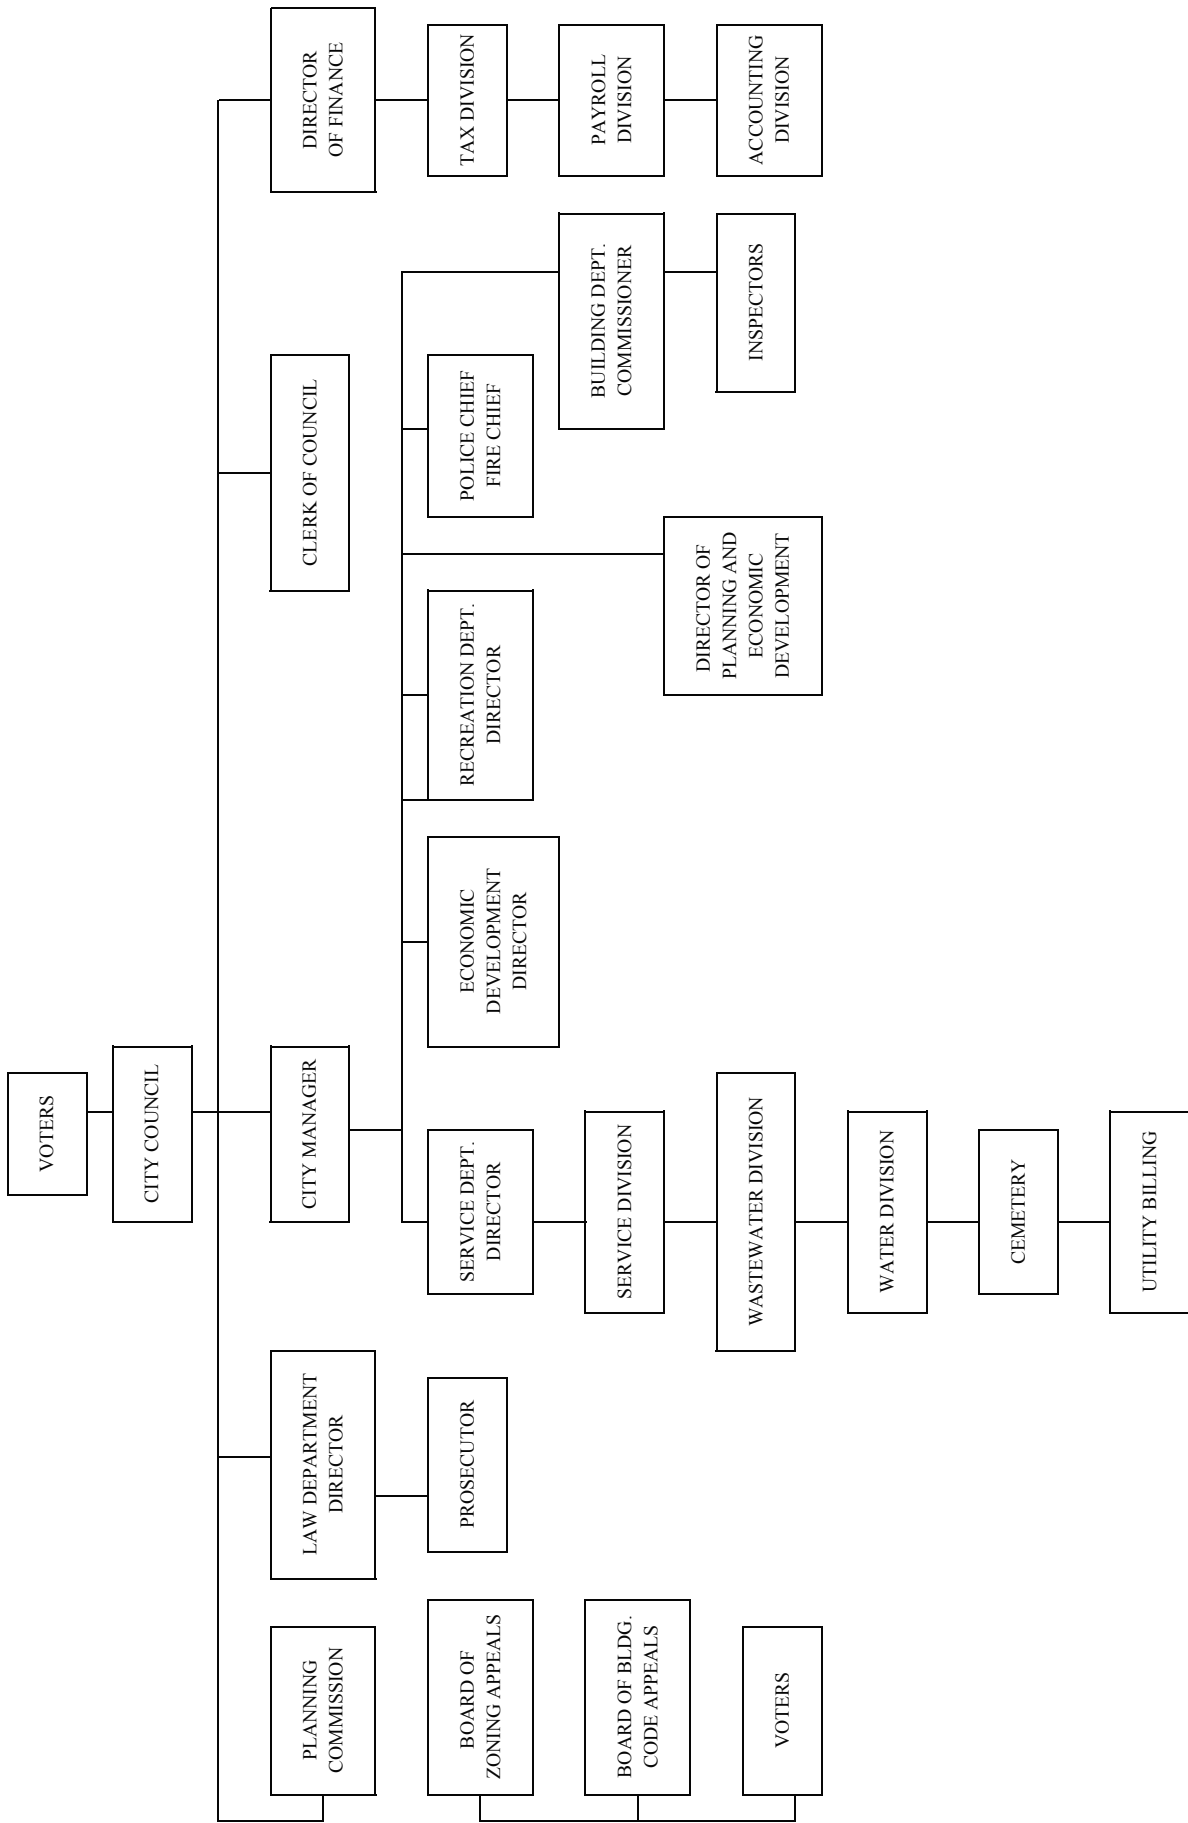 VOTERS
CITY COUNCIL
PLANNING
COMMISSION
LAW DEPARTMENT
DIRECTOR
CITY MANAGER
CLERK OF COUNCIL
DIRECTOR
OF FINANCE
BOARD OF
ZONING APPEALS
PROSECUTOR
SERVICE DEPT.
DIRECTOR
ECONOMIC
DEVELOPMENT
DIRECTOR
RECREATION DEPT.
DIRECTOR
POLICE CHIEF
FIRE CHIEF
TAX DIVISION
BOARD OF BLDG.
CODE APPEALS
SERVICE DIVISION
BUILDING DEPT.
COMMISSIONER
PAYROLL
DIVISION
VOTERS
WASTEWATER DIVISION
DIRECTOR OF
PLANNING AND
ECONOMIC
DEVELOPMENT
INSPECTORS
ACCOUNTING
DIVISION
WATER DIVISION
CEMETERY
UTILITY BILLING